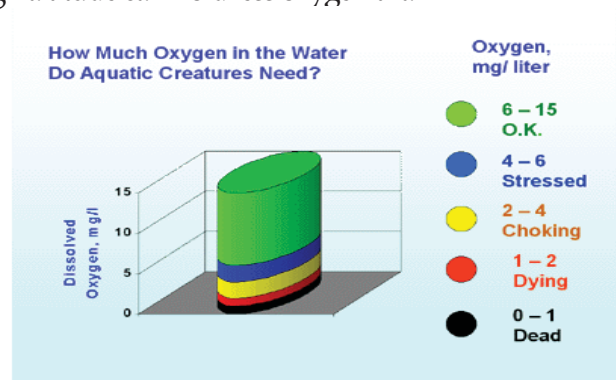 How Much Oxygen in the Water
Do Aquatic Creatures Need?
Oxygen,
mg/ liter
6 – 15
O.K.
4 – 6
Stressed
2 – 4
Choking
1 – 2
Dying
0 – 1
Dead
15
10
5
0
Dissolved
Oxygen, mg/l